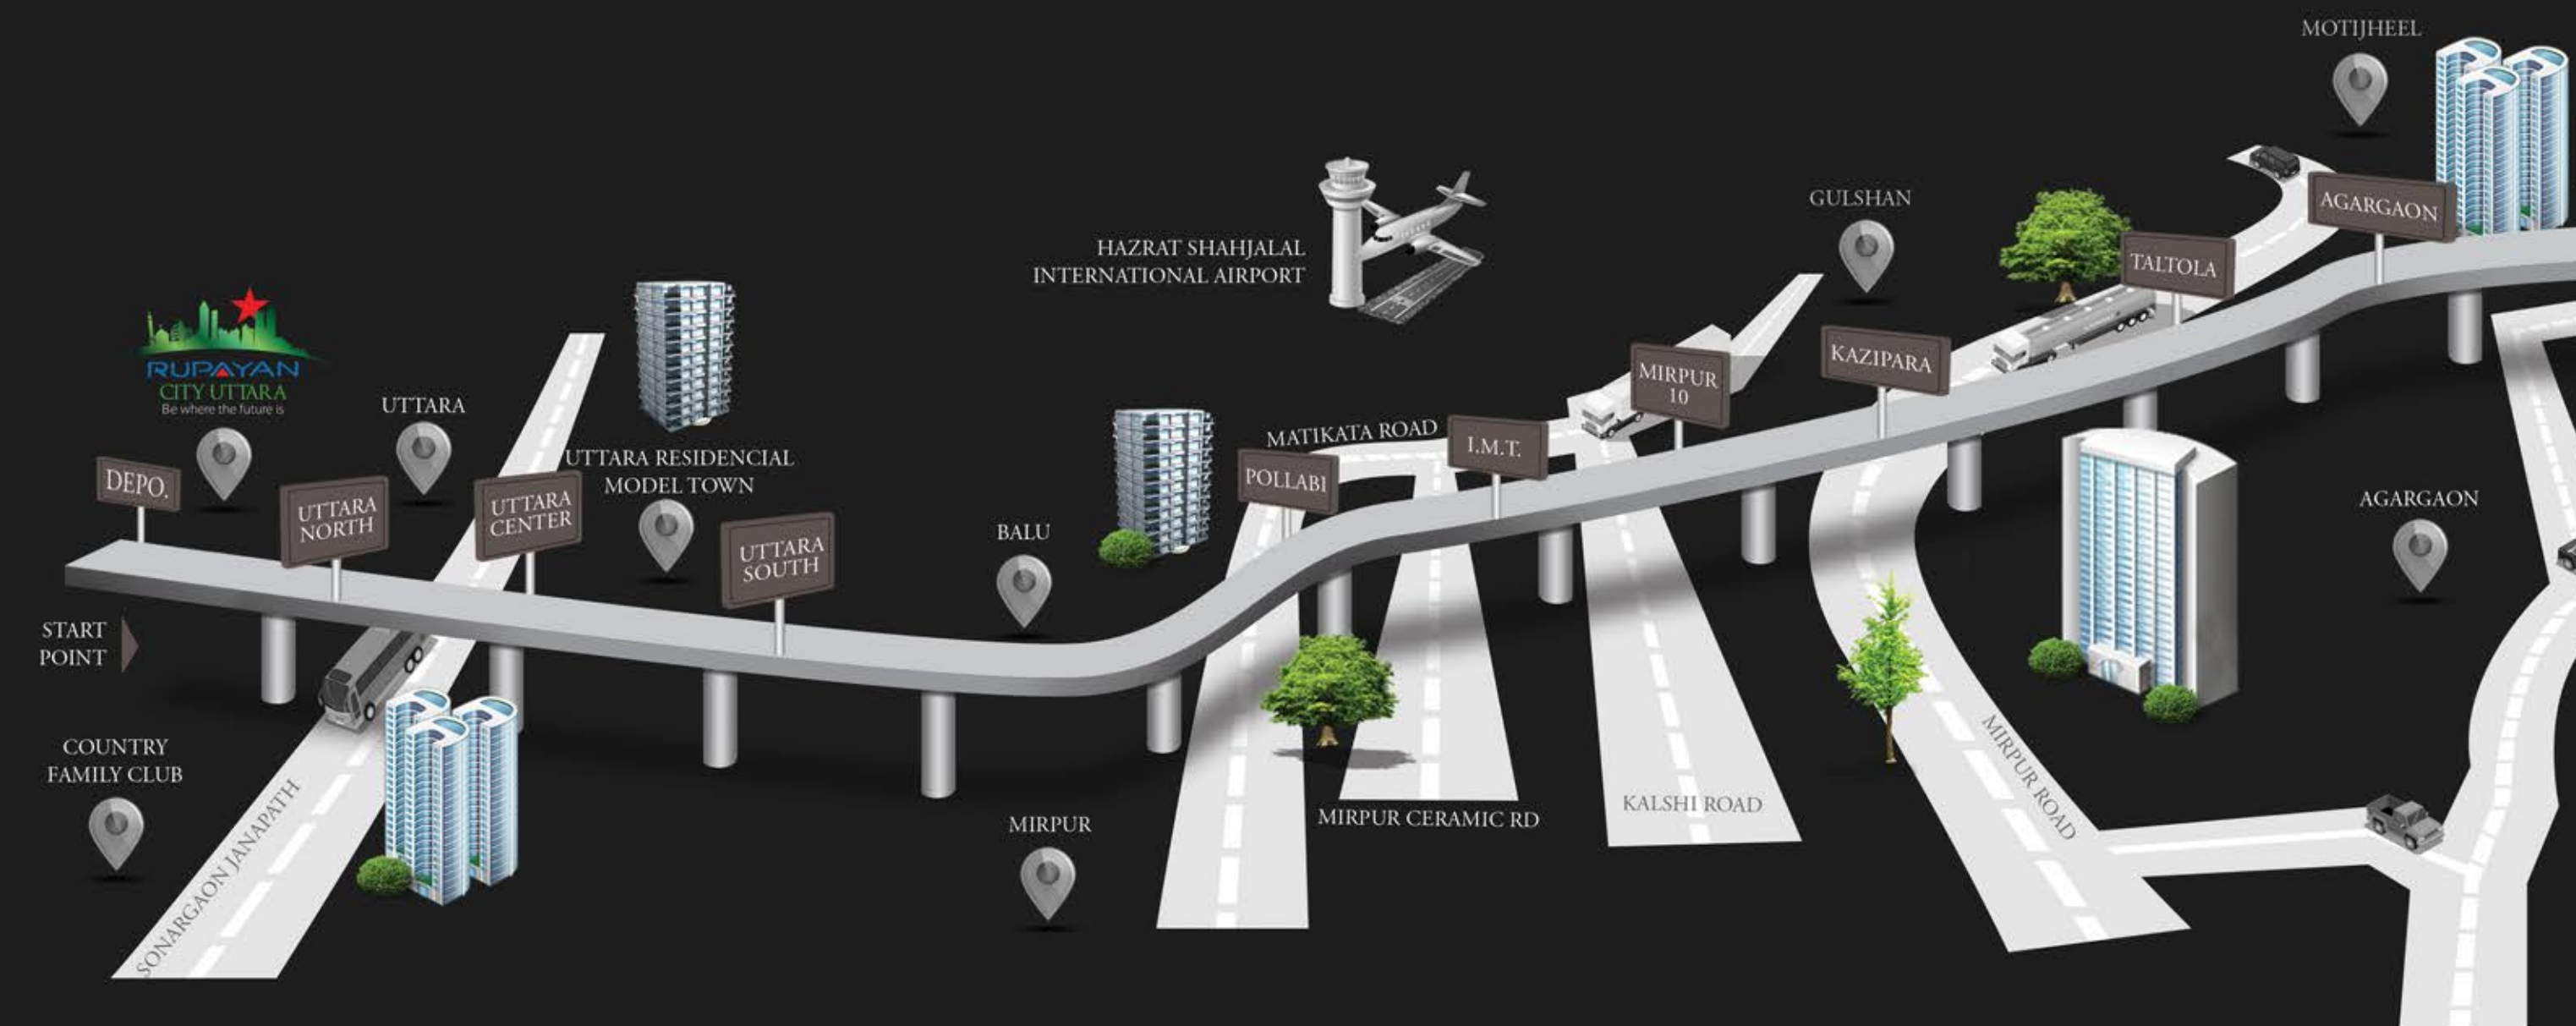 MOTIJHEEL
AGARGAON
GULSHAN
HAZRAT SHAHJALAL
INTERNATIONAL AIRPORT
TALTOLA
KAZIPARA
MIRPUR
10
RUPAYAN
CITY UTTARA
Be where the future is
UTTARA
MATIKATA ROAD
I.M.T.
POLLABI
UTTARA RESIDENCIAL
MODEL TOWN
DEPO.
UTTARA
NORTH
UTTARA
CENTER
UTTARA
SOUTH
BALU
AGARGAON
START
POINT
COUNTRY
FAMILY CLUB
SONARGAON JANAPATH
MIRPUR
MIRPUR CERAMIC RD
KALSHI ROAD
MIRPUR ROAD